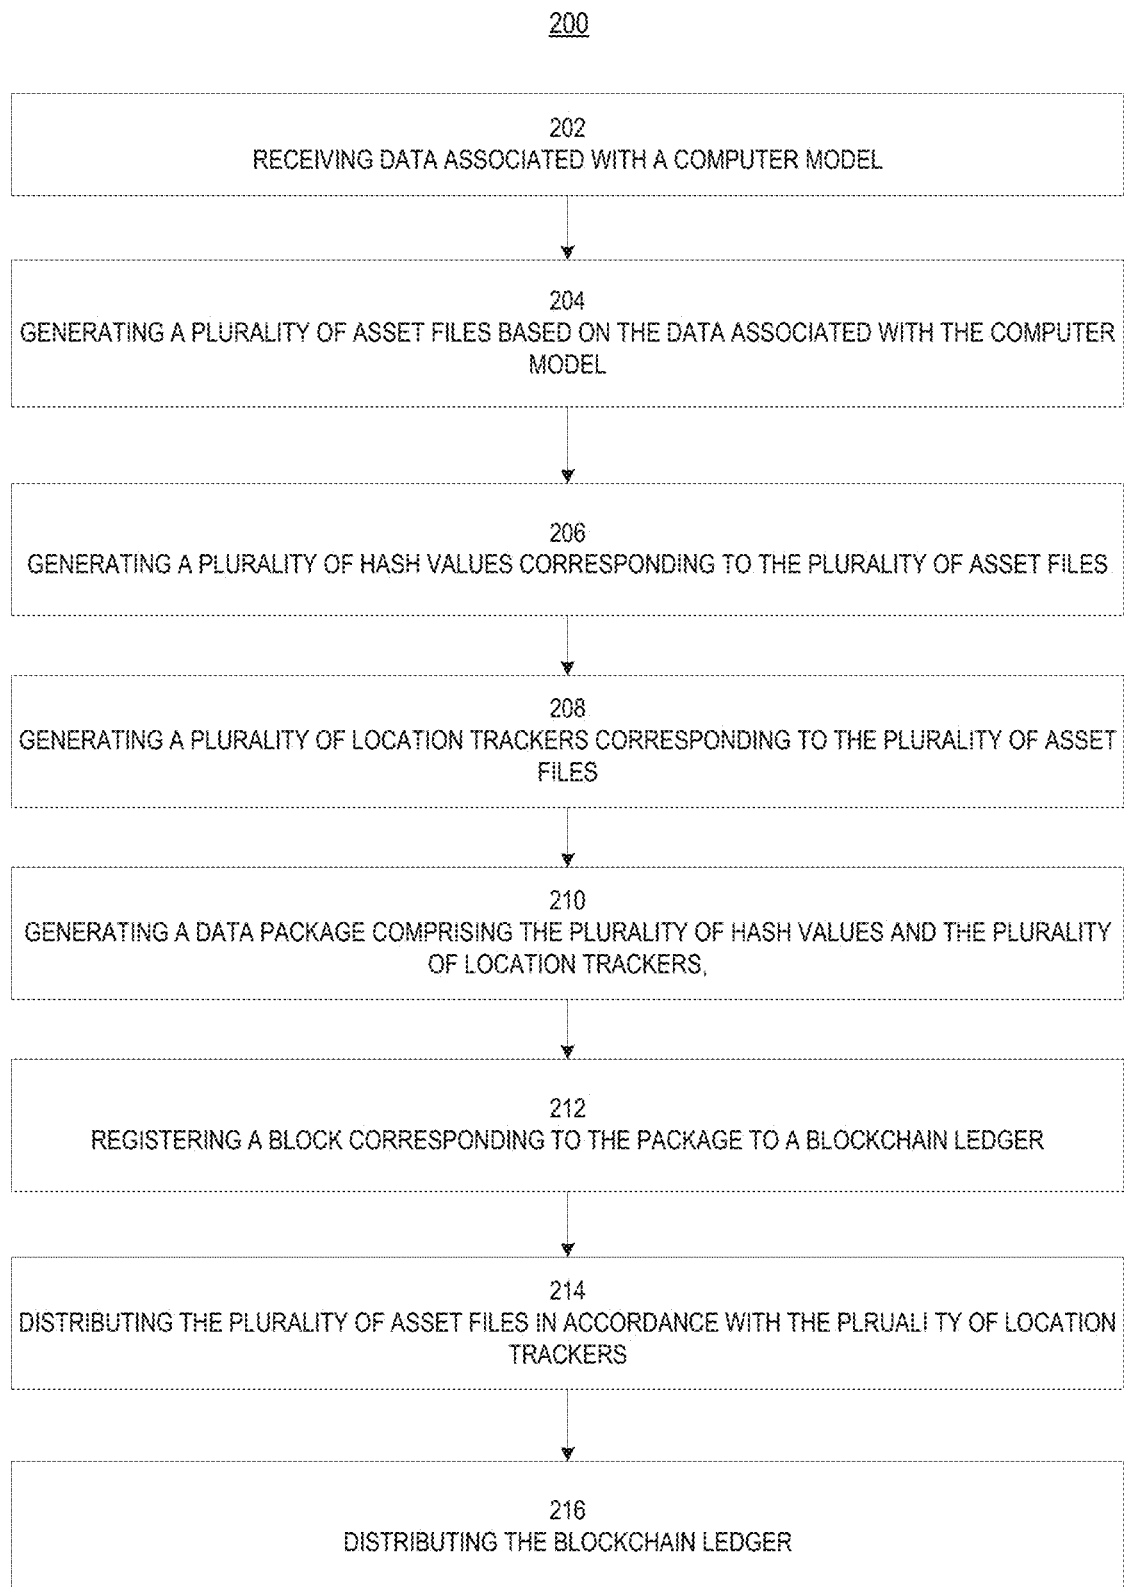 200
202
RECEIVING DATA ASSOCIATED WITH A COMPUTER MODEL
204
GENERATING A PLURALITY OF ASSET FILES BASED ON THE DATA ASSOCIATED WITH THE COMPUTER
MODEL
206
GENERATING A PLURALITY OF HASH VALUES CORRESPONDING TO THE PLURALITY OF ASSET FILES
208
GENERATING A PLURALITY OF LOCATION TRACKERS CORRESPONDING TO THE PLURALITY OF ASSET
FILES
210
GENERATING A DATA PACKAGE COMPRISING THE PLURALITY OF HASH VALUES AND THE PLURALITY
OF LOCATION TRACKERS,
212
REGISTERING A BLOCK CORRESPONDING TO THE PACKAGE TO A BLOCKCHAIN LEDGER
214
DISTRIBUTING THE PLURALITY OF ASSET FILES IN ACCORDANCE WITH THE PLRUALI TY OF LOCATION
TRACKERS
216
DISTRIBUTING THE BLOCKCHAIN LEDGER